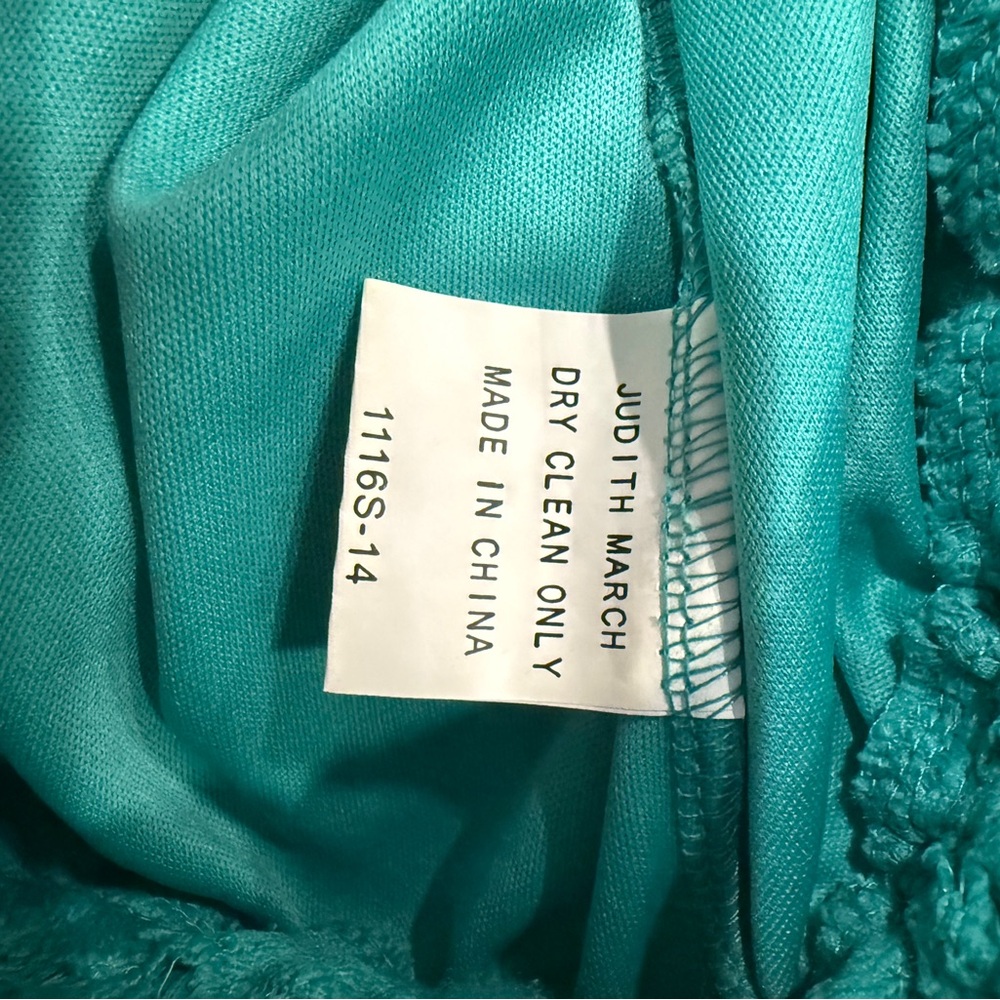 JUDITH MARCH
DRY CLEAN ONLY
MADE IN CHINA
1116S-14